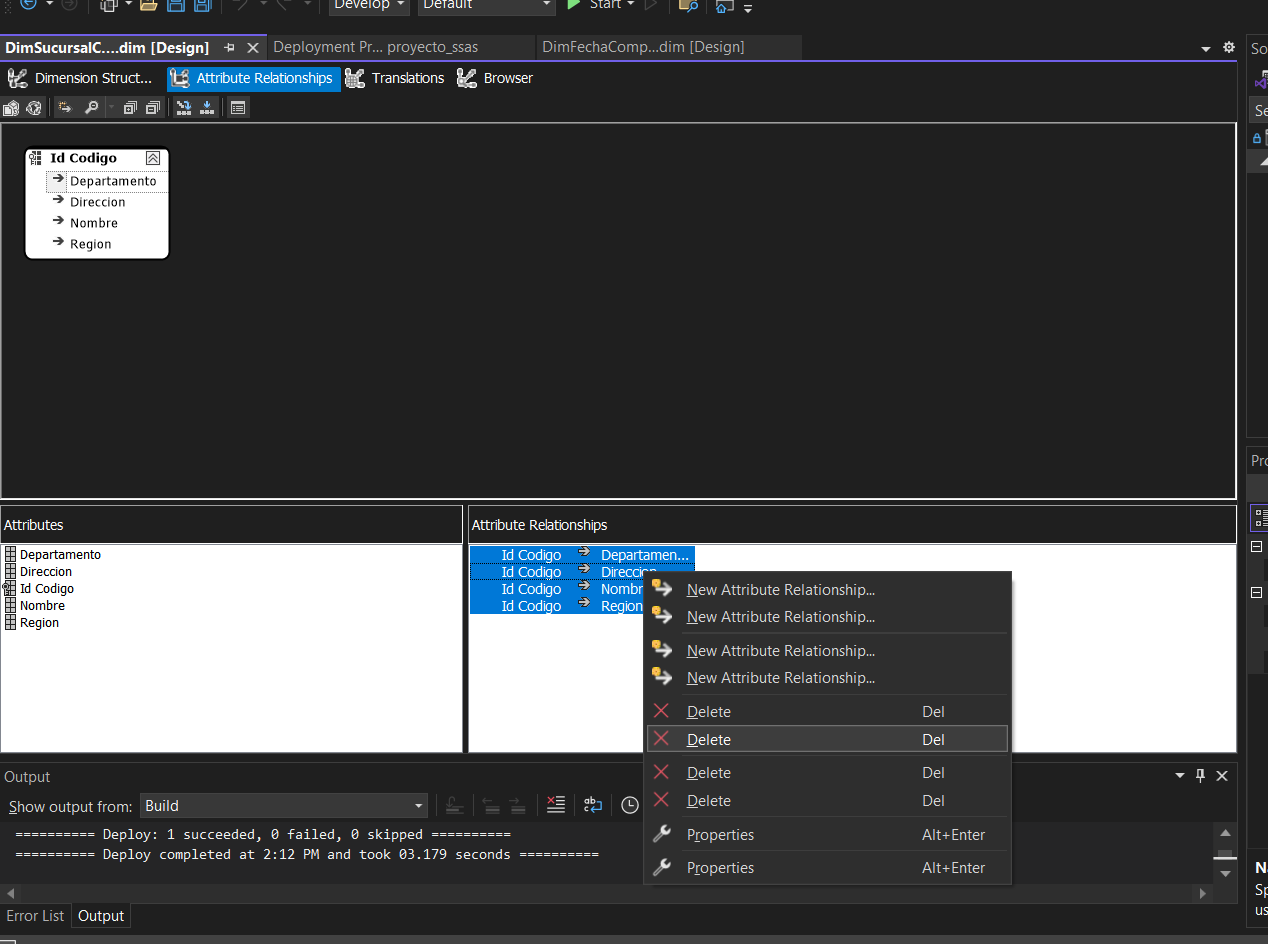 Develop
Default
Start
DimSucursalC....dim [Design]
Deployment Pr... proyecto_ssas
DimFechaComp...dim [Design]
So
Dimension Struct...
Attribute Relationships
Translations
Browser
Se
Id Codigo
Departamento
Direccion
Nombre
Region
Pro
Attributes
Departamento
Direccion
Id Codigo
Nombre
Region
Attribute Relationships
Id Codigo Departamen...
Id Codigo Direccion
Id Codigo Nombr
Id Codigo Region
New Attribute Relationship...
New Attribute Relationship...
New Attribute Relationship...
New Attribute Relationship...
Delete Del
Delete Del
Delete Del
Delete Del
Properties Alt+Enter
Properties Alt+Enter
Output
Show output from: Build
========== Deploy: 1 succeeded, 0 failed, 0 skipped ==========
========== Deploy completed at 2:12 PM and took 03.179 seconds ==========
Error List
Output
Na
Sp
us